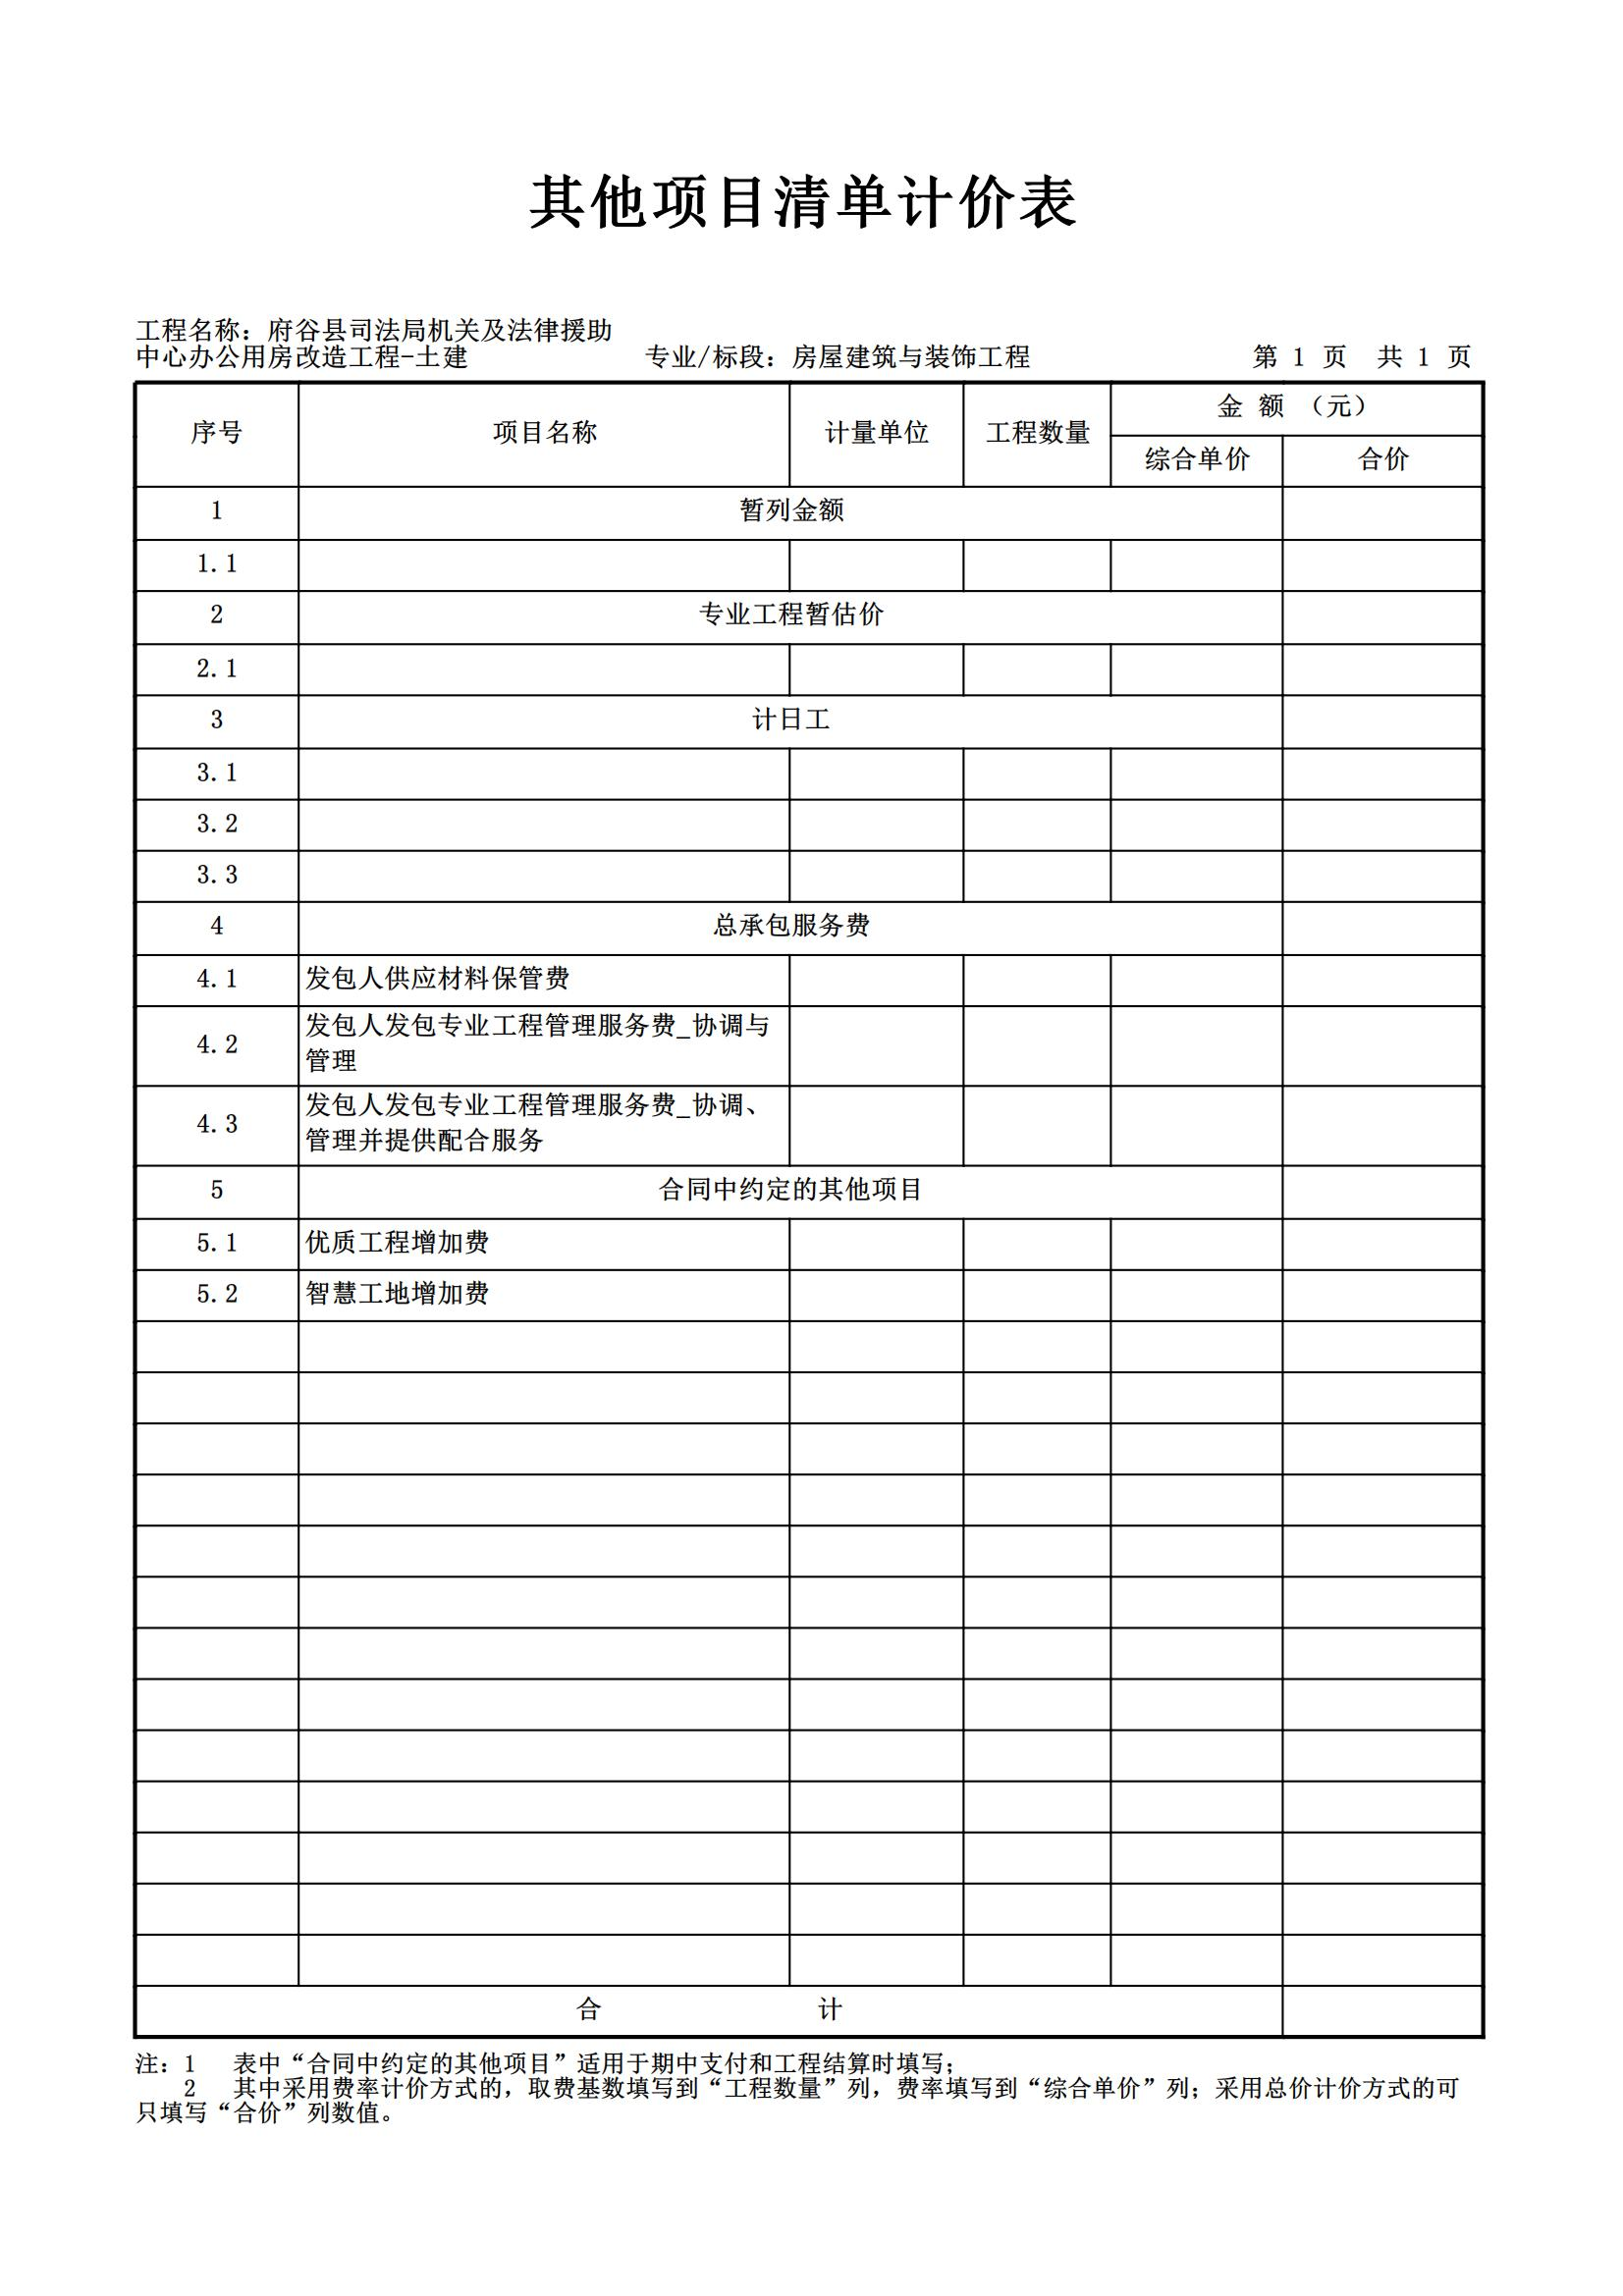 其他项目清单计价表
工程名称：府谷县司法局机关及法律援助
中心办公用房改造工程-土建 专业/标段：房屋建筑与装饰工程 第 1 页 共 1 页
序号 项目名称 计量单位 工程数量 金 额 （元）
综合单价 合价
1 暂列金额
1.1
2 专业工程暂估价
2.1
3 计日工
3.1
3.2
3.3
4 总承包服务费
4.1 发包人供应材料保管费
4.2 发包人发包专业工程管理服务费_协调与
管理
4.3 发包人发包专业工程管理服务费_协调、
管理并提供配合服务
5 合同中约定的其他项目
5.1 优质工程增加费
5.2 智慧工地增加费
合 计
注：1 表中“合同中约定的其他项目”适用于期中支付和工程结算时填写；
2 其中采用费率计价方式的，取费基数填写到“工程数量”列，费率填写到“综合单价”列；采用总价计价方式的可
只填写“合价”列数值。